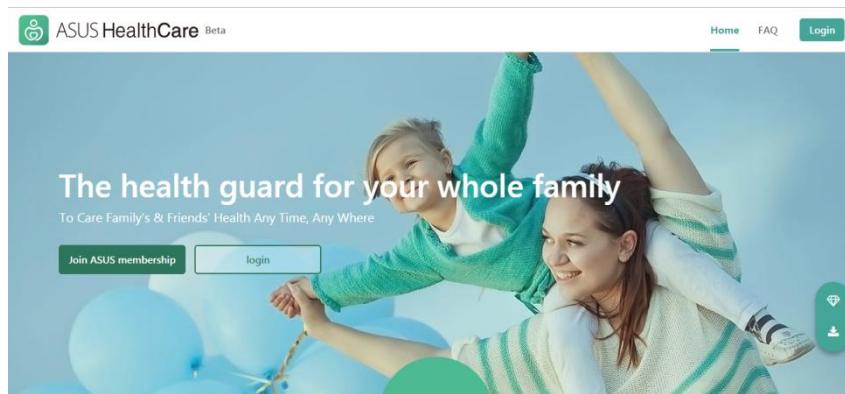 ASUS HealthCare Beta
Home FAQ Login
The health guard for your whole family
To Care Family's & Friends' Health Any Time, Any Where
Join ASUS membership login